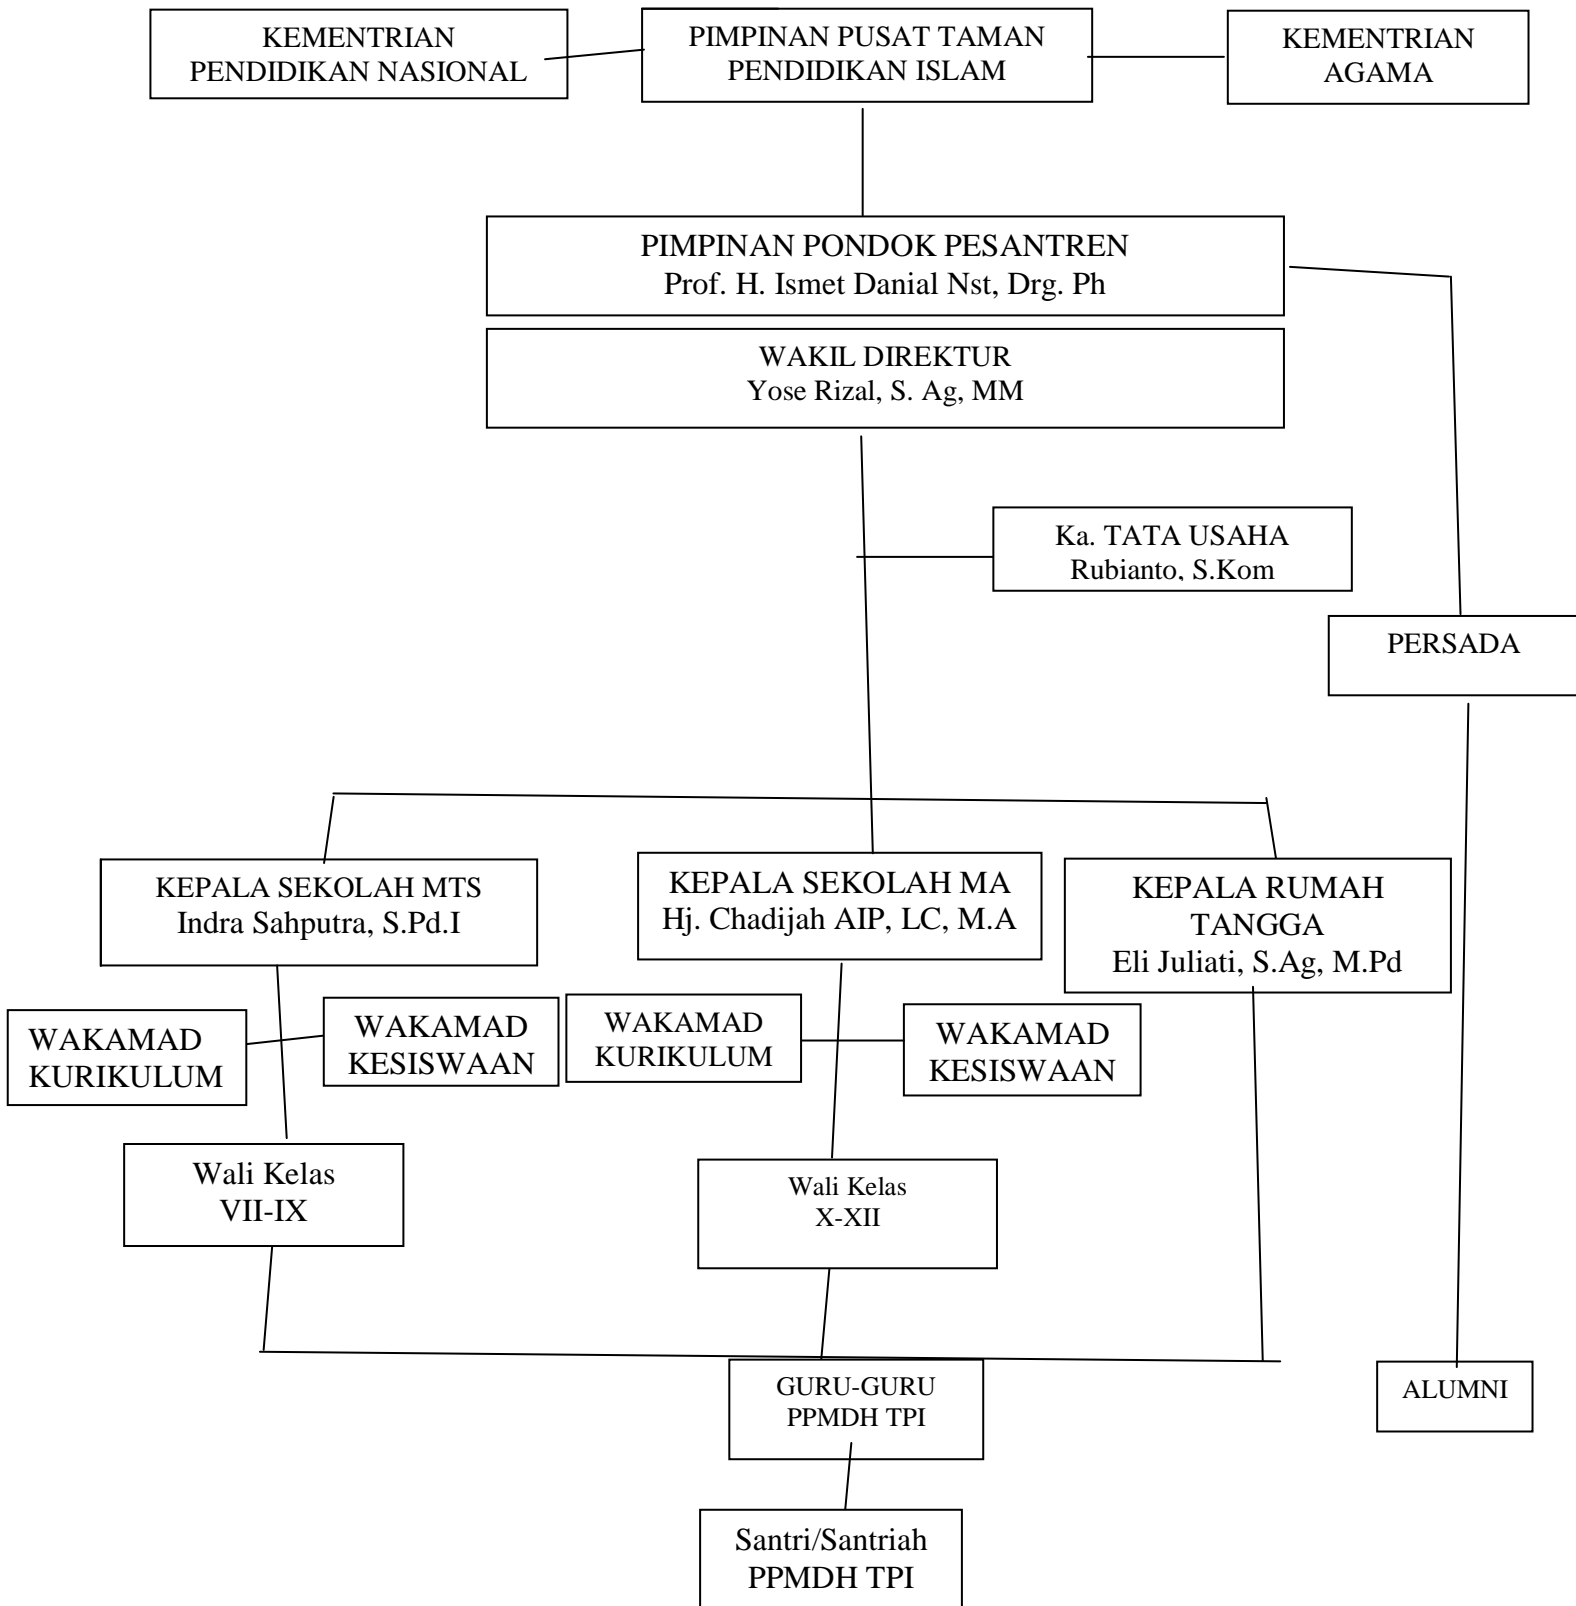 KEMENTRIAN
PENDIDIKAN NASIONAL
PIMPINAN PUSAT TAMAN
PENDIDIKAN ISLAM
KEMENTRIAN
AGAMA
PIMPINAN PONDOK PESANTREN
Prof. H. Ismet Danial Nst, Drg. Ph
WAKIL DIREKTUR
Yose Rizal, S. Ag, MM
Ka. TATA USAHA
Rubianto, S.Kom
PERSADA
KEPALA SEKOLAH MTS
Indra Sahputra, S.Pd.I
KEPALA SEKOLAH MA
Hj. Chadijah AIP, LC, M.A
KEPALA RUMAH
TANGGA
Eli Juliati, S.Ag, M.Pd
WAKAMAD
KURIKULUM
WAKAMAD
KESISWAAN
WAKAMAD
KURIKULUM
WAKAMAD
KESISWAAN
Wali Kelas
VII-IX
Wali Kelas
X-XII
GURU-GURU
PPMDH TPI
ALUMNI
Santri/Santriah
PPMDH TPI